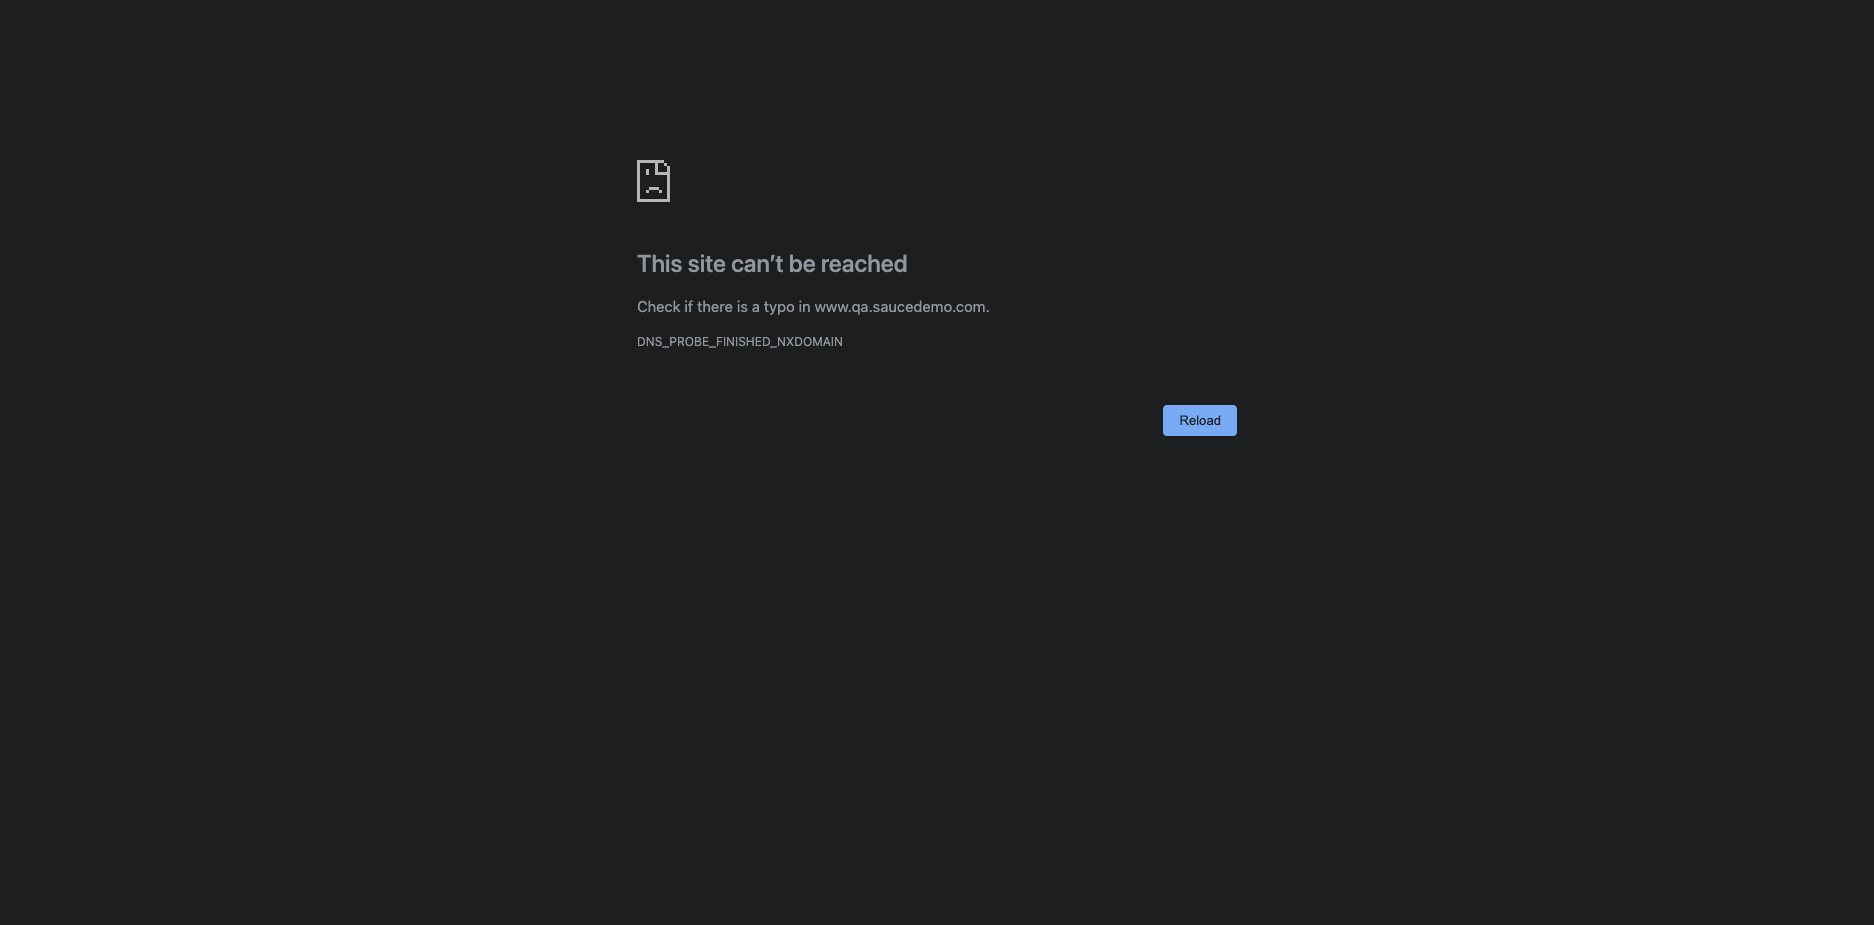 This site can’t be reached
Check if there is a typo in www.qa.saucedemo.com.
DNS_PROBE_FINISHED_NXDOMAIN
Reload